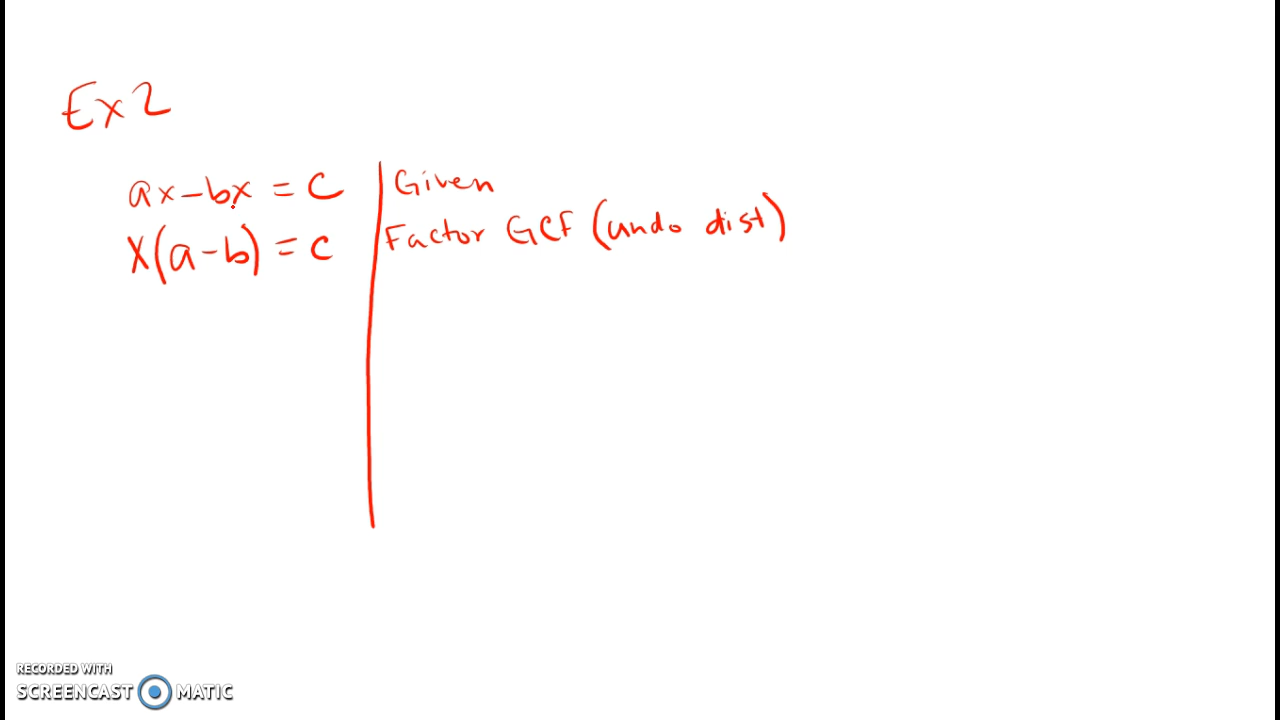 Ex 2
ax - bx = c Given
x(a - b) = c Factor GCF (undo dist)
RECORDED WITH
SCREENCAST MATIC